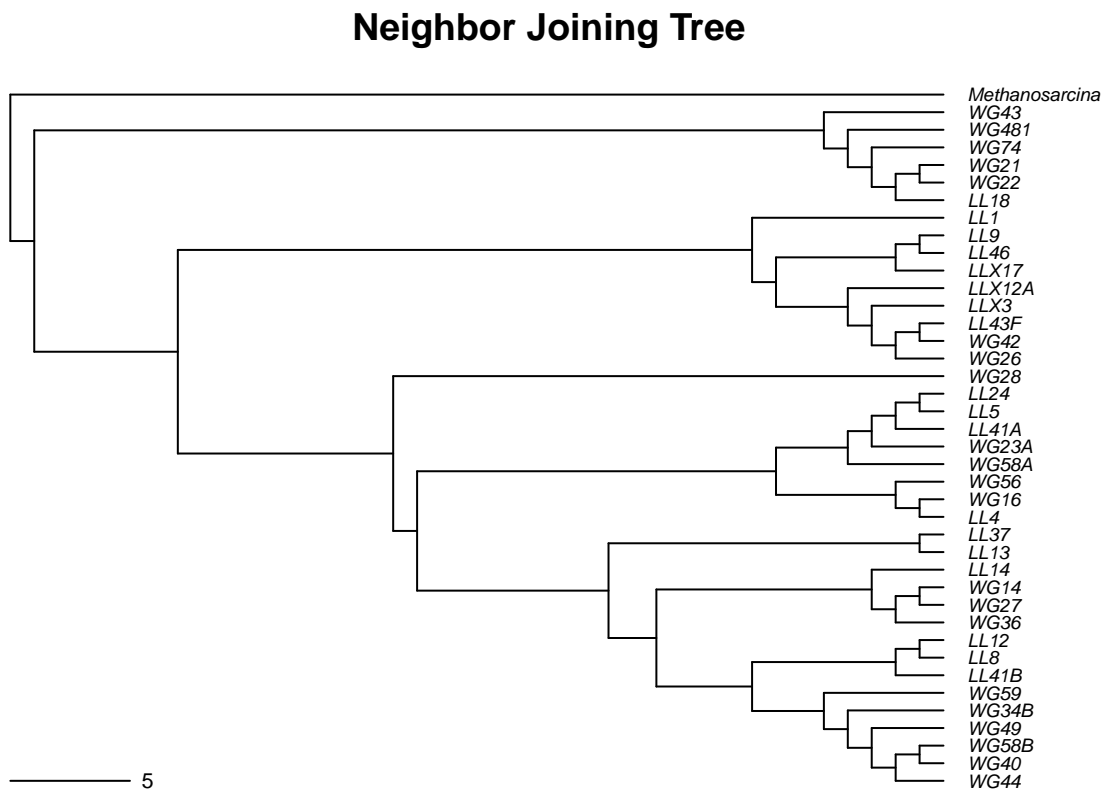 Neighbor Joining Tree
Methanosarcina
WG43
WG481
WG74
WG21
WG22
LL18
LL1
LL9
LL46
LLX17
LLX12A
LLX3
LL43F
WG42
WG26
WG28
LL24
LL5
LL41A
WG23A
WG58A
WG56
WG16
LL4
LL37
LL13
LL14
WG14
WG27
WG36
LL12
LL8
LL41B
WG59
WG34B
WG49
WG58B
WG40
WG44
5